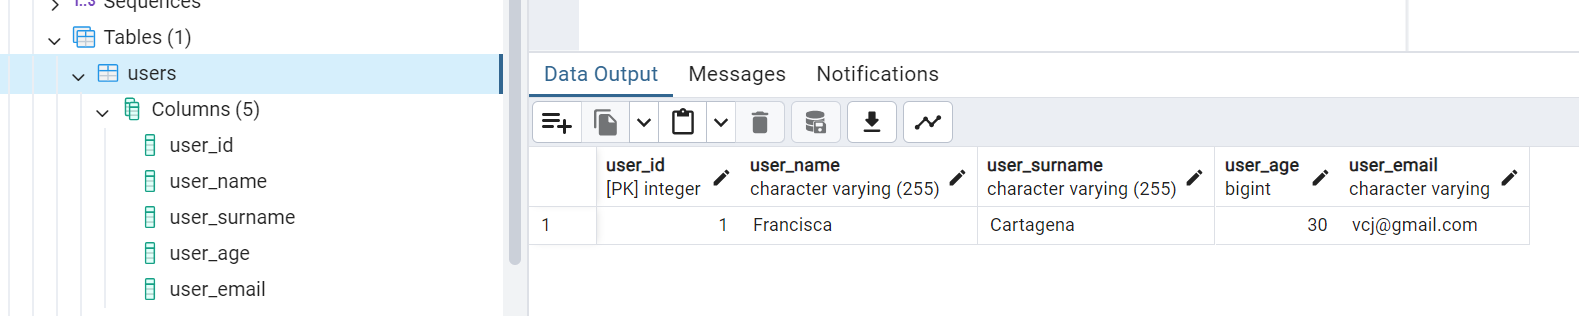 1..3 Sequences
Tables (1)
users
Columns (5)
user_id
user_name
user_surname
user_age
user_email
Data Output Messages Notifications
user_id user_name user_surname user_age user_email
[PK] integer character varying (255) character varying (255) bigint character varying
1 1 Francisca Cartagena 30 vcj@gmail.com